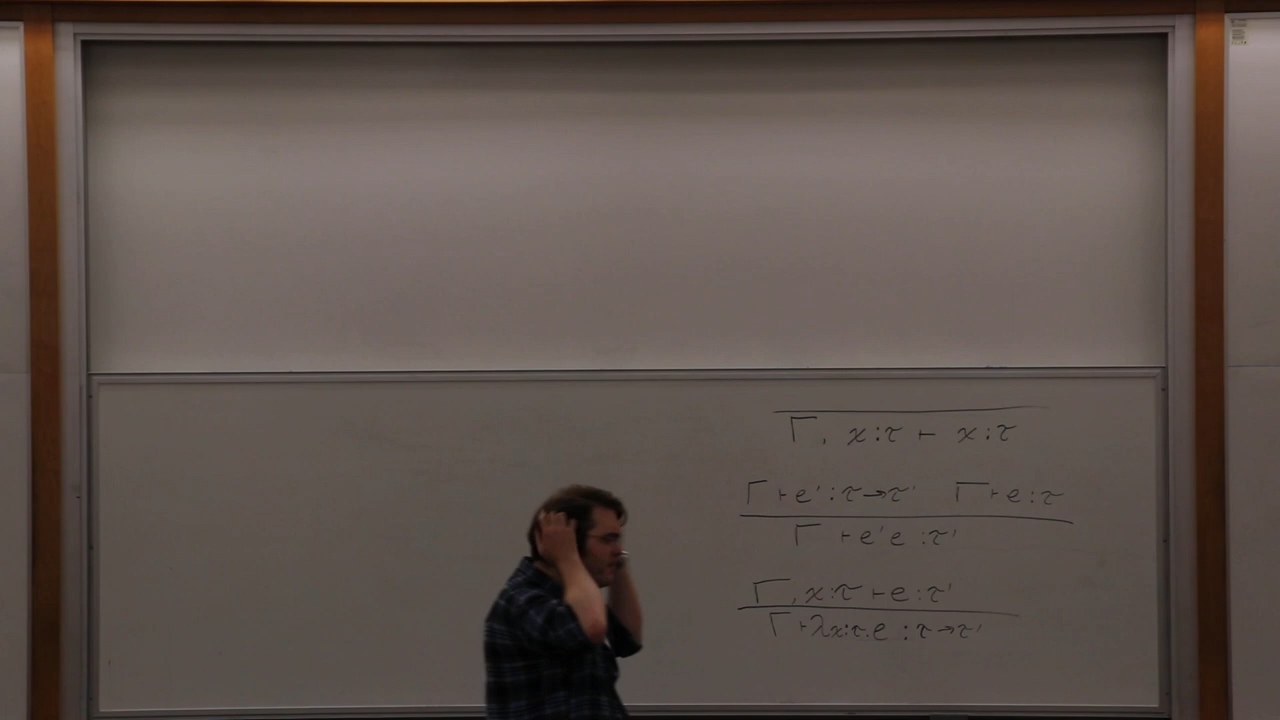 Γ, x:τ ⊢ x:τ
Γ ⊢ e':τ→τ' Γ ⊢ e:τ
Γ ⊢ e'e :τ'
Γ, x:τ ⊢ e:τ'
Γ ⊢ λx:τ.e : τ→τ'